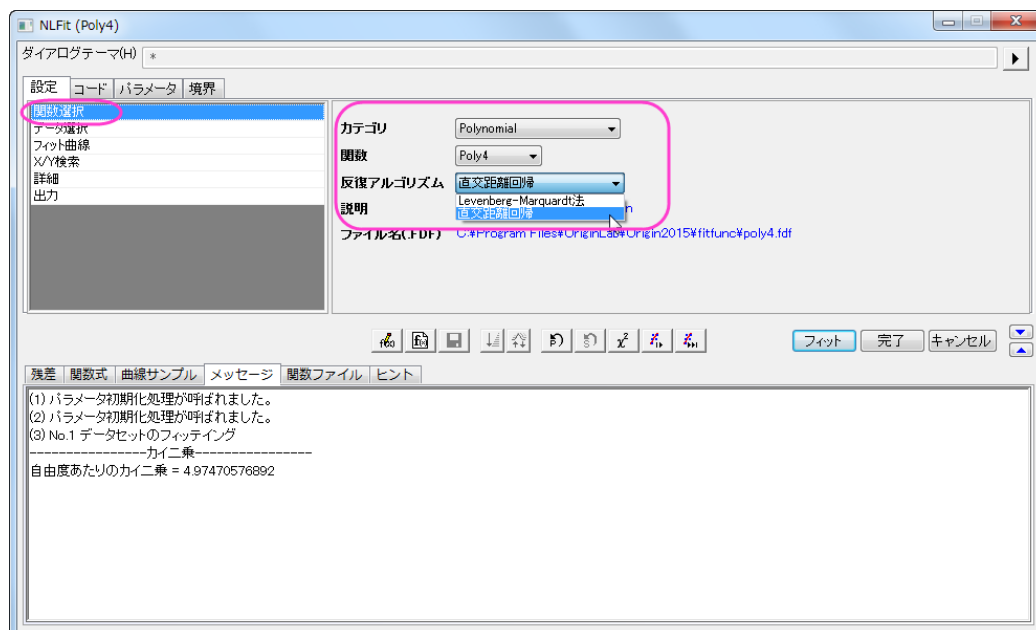 NLFit (Poly4)
ダイアログテーマ(H) *
設定 コード パラメータ 境界
関数選択
データ選択
フィット曲線
X/Y検索
詳細
出力
カテゴリ Polynomial
関数 Poly4
反復アルゴリズム 直交距離回帰
Levenberg-Marquardt法
直交距離回帰
説明
ファイル名(.FDF) C:¥Program Files¥OriginLab¥Origin2015¥fitfunc¥poly4.fdf
フィット 完了 キャンセル
残差 関数式 曲線サンプル メッセージ 関数ファイル ヒント
(1) パラメータ初期化処理が呼ばれました。
(2) パラメータ初期化処理が呼ばれました。
(3) No.1 データセットのフィッテイング
----------------カイ二乗----------------
自由度あたりのカイ二乗 = 4.97470576892